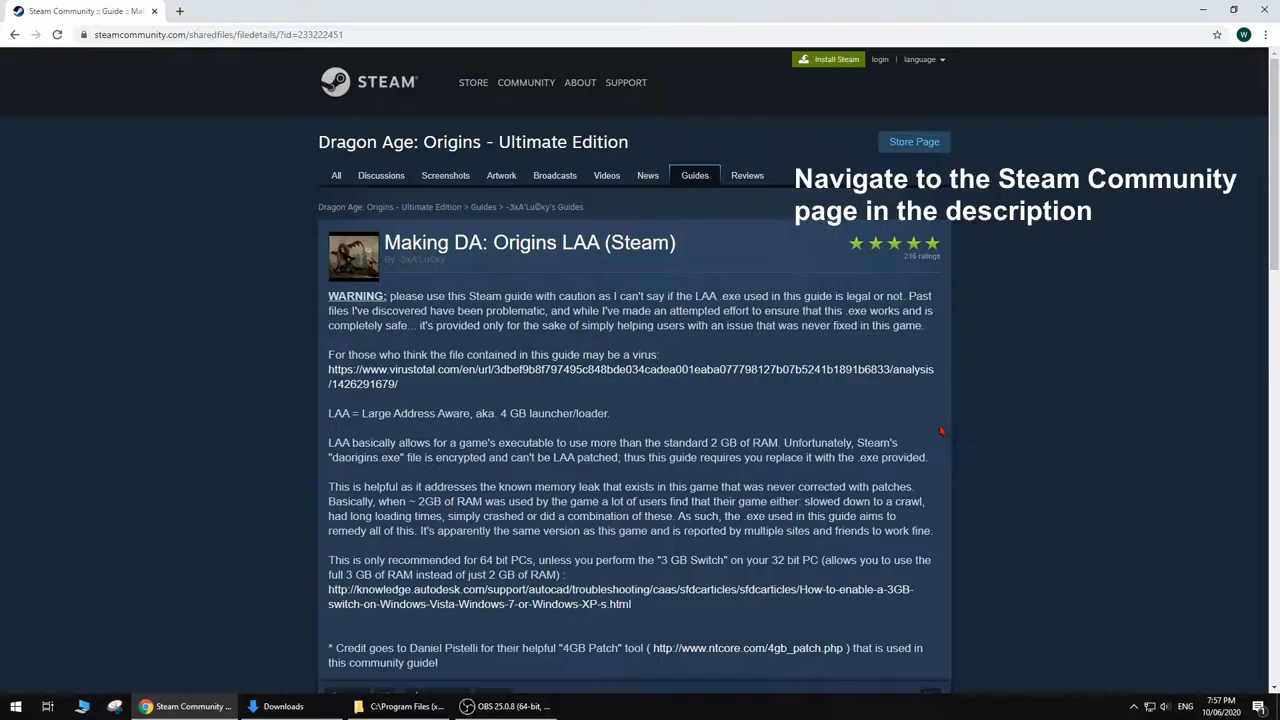 Steam Community :: Guide :: Ma
steamcommunity.com/sharedfiles/filedetails/?id=233222451
W
Install Steam
login | language
STEAM
STORE COMMUNITY ABOUT SUPPORT
Dragon Age: Origins - Ultimate Edition
Store Page
All Discussions Screenshots Artwork Broadcasts Videos News Guides Reviews
Navigate to the Steam Community
page in the description
Dragon Age: Origins - Ultimate Edition > Guides > -3xA'Lu©κy's Guides
Making DA: Origins LAA (Steam)
By -3xA'Lu©κy
216 ratings
WARNING: please use this Steam guide with caution as I can't say if the LAA .exe used in this guide is legal or not. Past
files I've discovered have been problematic, and while I've made an attempted effort to ensure that this .exe works and is
completely safe... it's provided only for the sake of simply helping users with an issue that was never fixed in this game.
For those who think the file contained in this guide may be a virus:
https://www.virustotal.com/en/url/3dbef9b8f797495c848bde034cadea001eaba077798127b07b5241b1891b6833/analysis
/1426291679/
LAA = Large Address Aware, aka. 4 GB launcher/loader.
LAA basically allows for a game's executable to use more than the standard 2 GB of RAM. Unfortunately, Steam's
"daorigins.exe" file is encrypted and can't be LAA patched; thus this guide requires you replace it with the .exe provided.
This is helpful as it addresses the known memory leak that exists in this game that was never corrected with patches.
Basically, when ~ 2GB of RAM was used by the game a lot of users find that their game either: slowed down to a crawl,
had long loading times, simply crashed or did a combination of these. As such, the .exe used in this guide aims to
remedy all of this. It's apparently the same version as this game and is reported by multiple sites and friends to work fine.
This is only recommended for 64 bit PCs, unless you perform the "3 GB Switch" on your 32 bit PC (allows you to use the
full 3 GB of RAM instead of just 2 GB of RAM) :
http://knowledge.autodesk.com/support/autocad/troubleshooting/caas/sfdcarticles/sfdcarticles/How-to-enable-a-3GB-
switch-on-Windows-Vista-Windows-7-or-Windows-XP-s.html
* Credit goes to Daniel Pistelli for their helpful "4GB Patch" tool ( http://www.ntcore.com/4gb_patch.php ) that is used in
this community guide!
Steam Community ...
Downloads
C:\Program Files (x...
OBS 25.0.8 (64-bit, ...
ENG
7:57 PM
10/06/2020
1